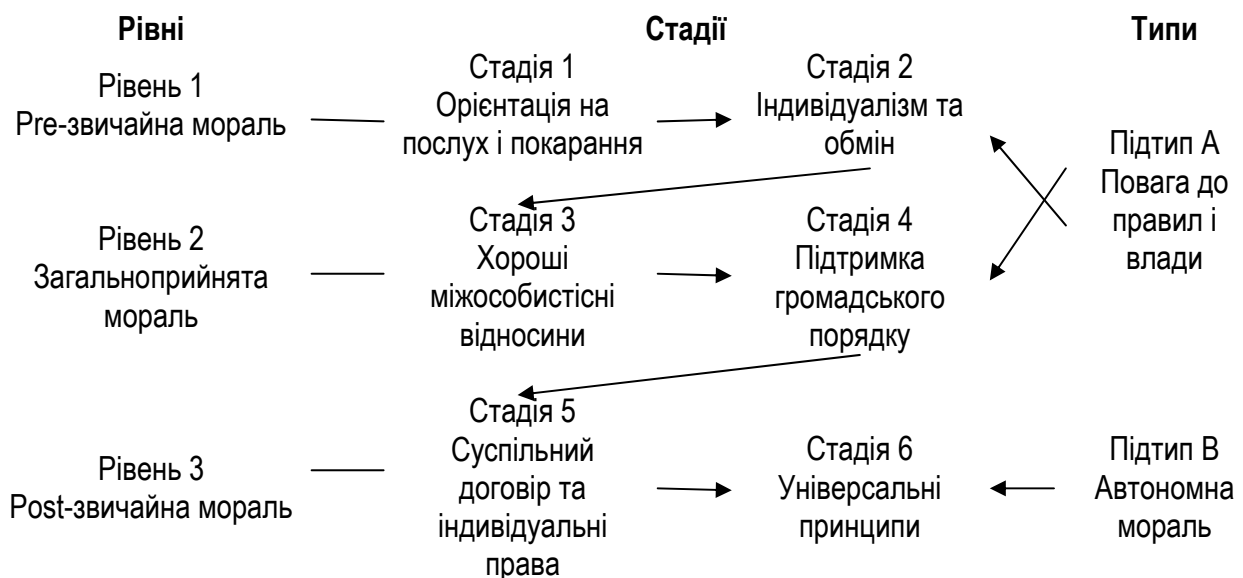 Рівні
Стадії
Типи
Рівень 1
Pre-звичайна мораль
Стадія 1
Орієнтація на
послух і покарання
Стадія 2
Індивідуалізм та
обмін
Підтип А
Повага до
правил і
влади
Рівень 2
Загальноприйнята
мораль
Стадія 3
Хороші
міжособистісні
відносини
Стадія 4
Підтримка
громадського
порядку
Рівень 3
Post-звичайна мораль
Стадія 5
Суспільний
договір та
індивідуальні
права
Стадія 6
Універсальні
принципи
Підтип В
Автономна
мораль